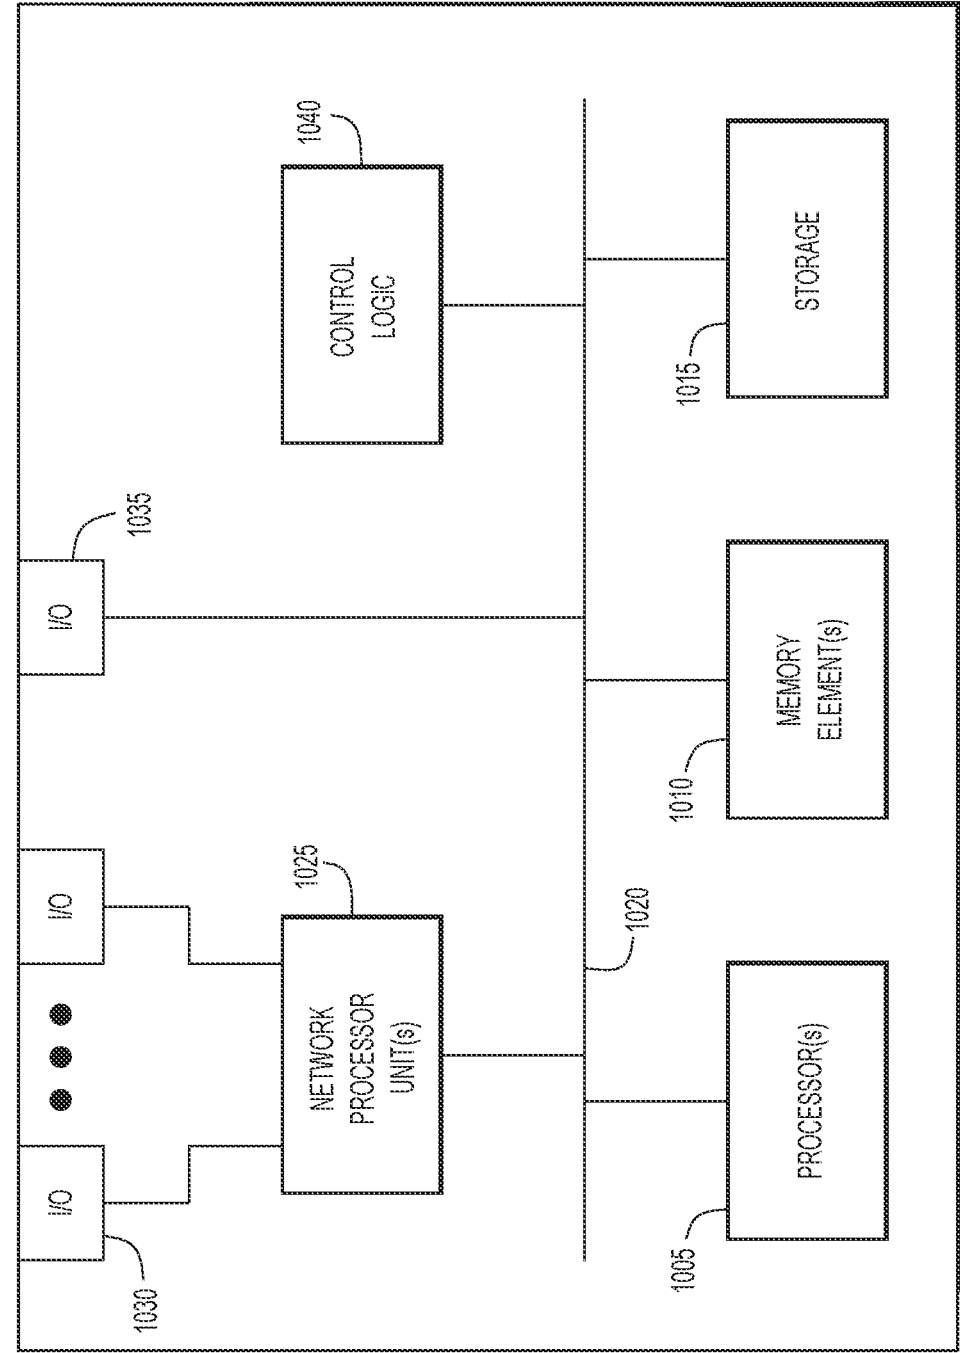 1030
I/O
I/O
I/O
1035
NETWORK
PROCESSOR
UNIT(s)
1025
CONTROL
LOGIC
1040
1020
1005
PROCESSOR(s)
1010
MEMORY
ELEMENT(s)
1015
STORAGE